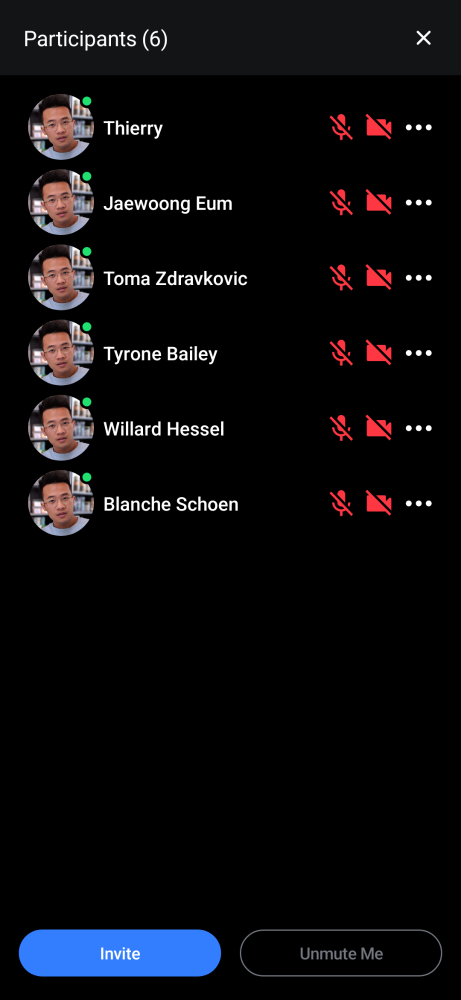 Participants (6)
Thierry
Jaewoong Eum
Toma Zdravkovic
Tyrone Bailey
Willard Hessel
Blanche Schoen
Invite
Unmute Me